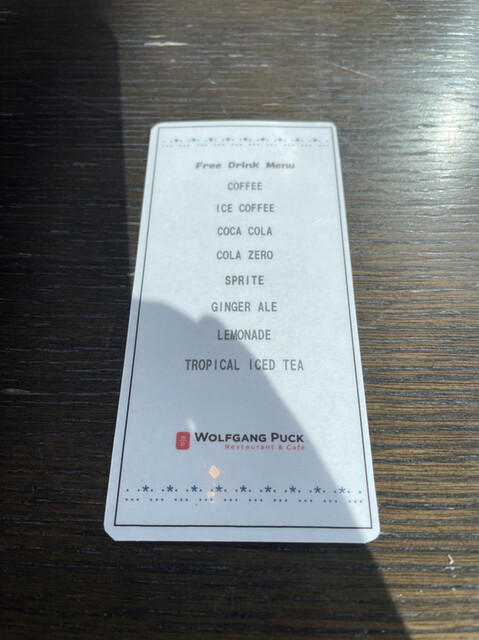 Free Drink Menu
COFFEE
ICE COFFEE
COCA COLA
COLA ZERO
SPRITE
GINGER ALE
LEMONADE
TROPICAL ICED TEA
WOLFGANG PUCK
Restaurant & Café